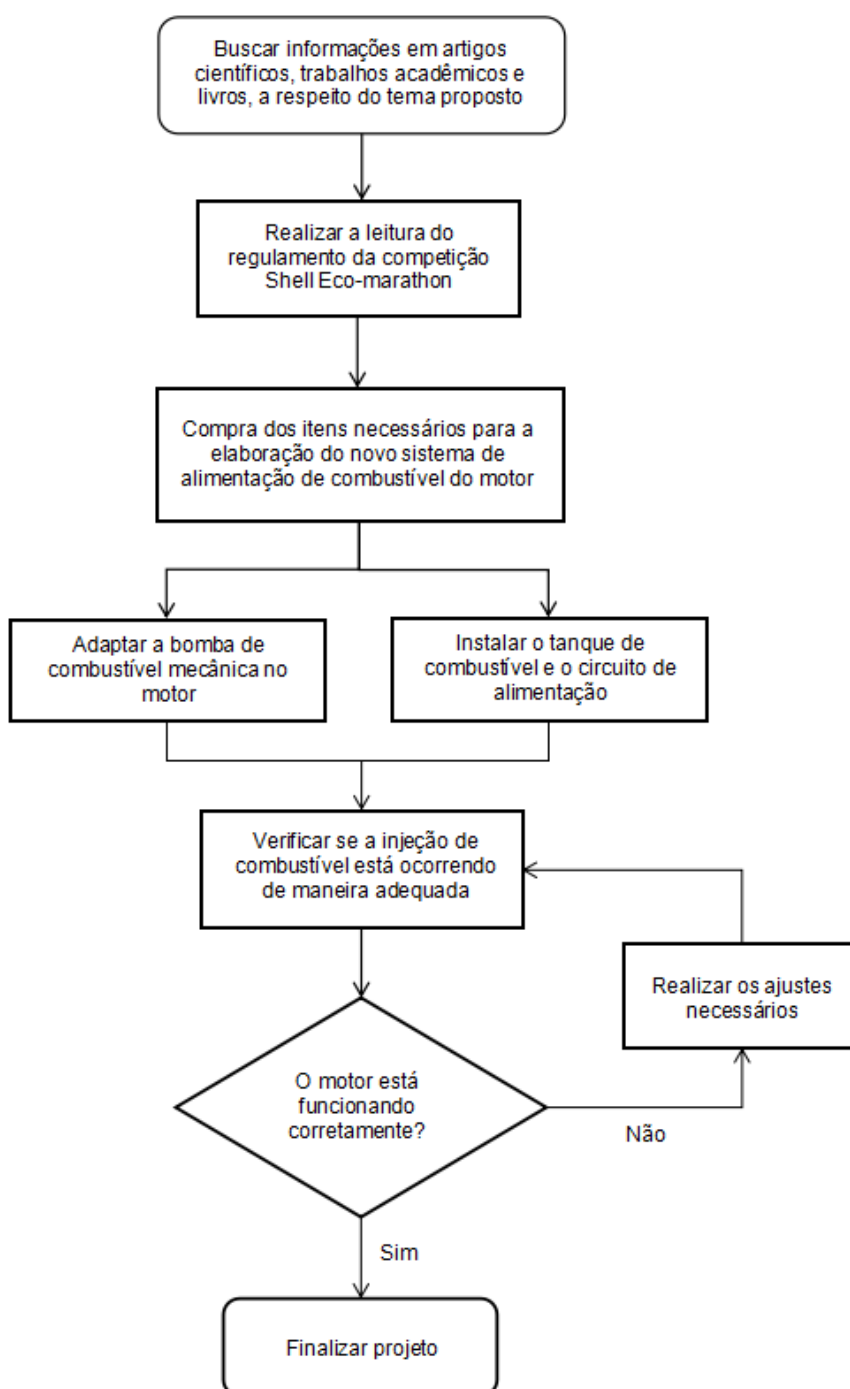 Buscar informações em artigos
científicos, trabalhos acadêmicos e
livros, a respeito do tema proposto
Realizar a leitura do
regulamento da competição
Shell Eco-marathon
Compra dos itens necessários para a
elaboração do novo sistema de
alimentação de combustível do motor
Adaptar a bomba de
combustível mecânica no
motor
Instalar o tanque de
combustível e o circuito de
alimentação
Verificar se a injeção de
combustível está ocorrendo
de maneira adequada
Realizar os ajustes
necessários
O motor está
funcionando
corretamente?
Não
Sim
Finalizar projeto